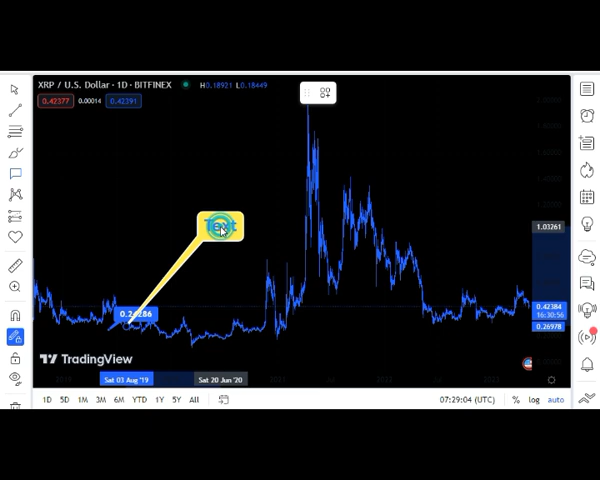 XRP / U.S. Dollar · 1D · BITFINEX H0.18921 L0.18449
0.42377 0.00014 0.42391
Text
1.03261
0.42384
16:30:56
0.26978
TradingView
Sat 03 Aug '19 Sat 20 Jun '20
1D 5D 1M 3M 6M YTD 1Y 5Y All 07:29:04 (UTC) % log auto